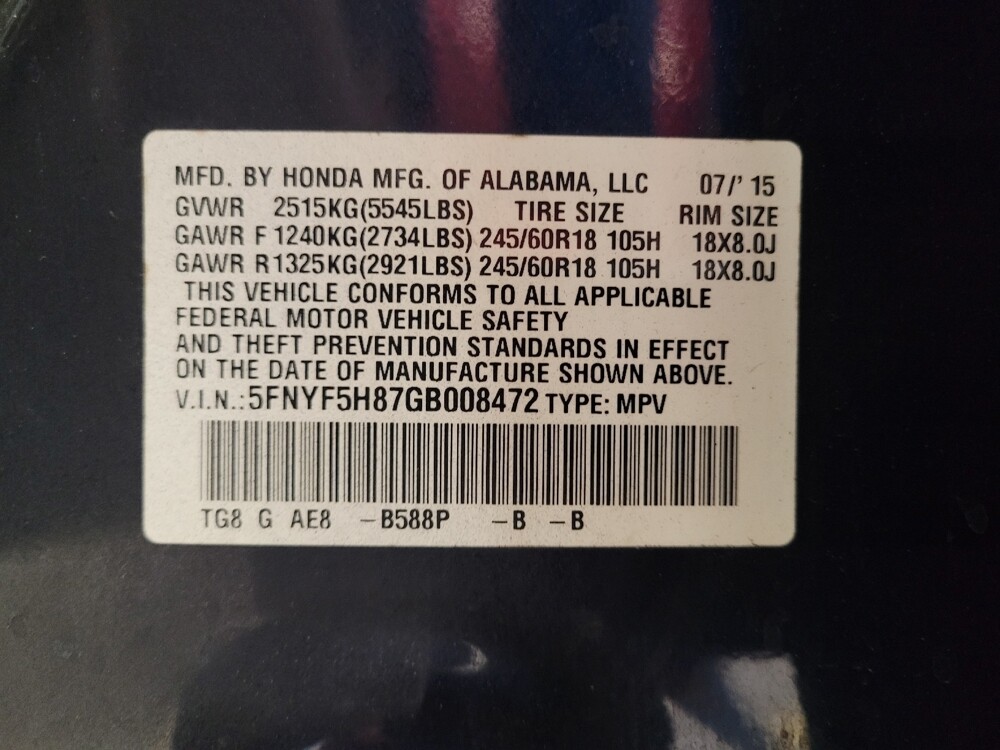 MFD. BY HONDA MFG. OF ALABAMA, LLC 07/' 15
GVWR 2515KG(5545LBS) TIRE SIZE RIM SIZE
GAWR F 1240KG(2734LBS) 245/60R18 105H 18X8.0J
GAWR R 1325KG(2921LBS) 245/60R18 105H 18X8.0J
THIS VEHICLE CONFORMS TO ALL APPLICABLE
FEDERAL MOTOR VEHICLE SAFETY
AND THEFT PREVENTION STANDARDS IN EFFECT
ON THE DATE OF MANUFACTURE SHOWN ABOVE.
V.I.N.:5FNYF5H87GB008472 TYPE: MPV
TG8 G AE8 -B588P -B -B